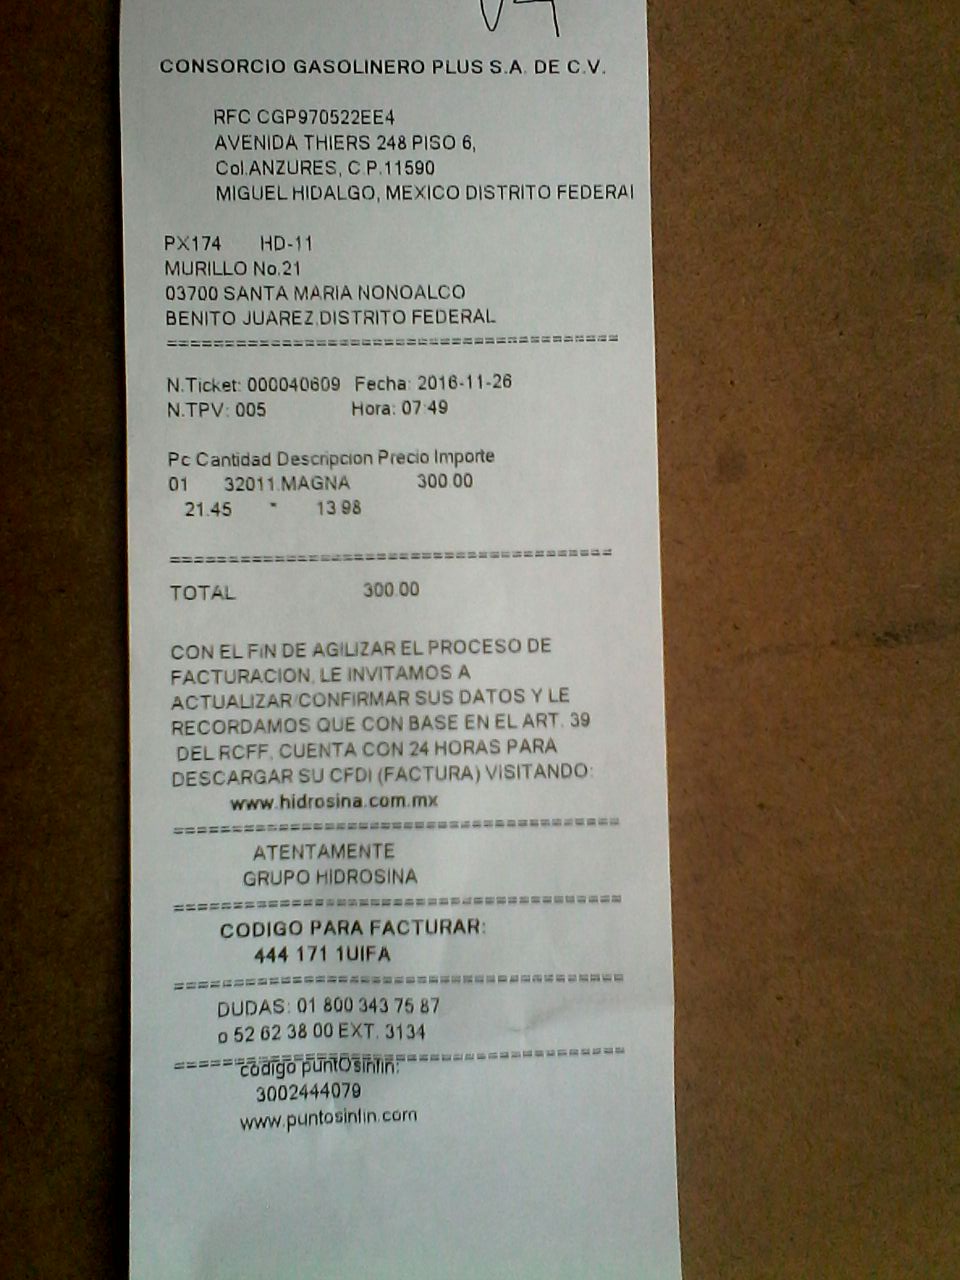 CONSORCIO GASOLINERO PLUS S.A. DE C.V.
RFC CGP970522EE4
AVENIDA THIERS 248 PISO 6,
Col.ANZURES, C.P.11590
MIGUEL HIDALGO, MEXICO DISTRITO FEDERAl
PX174 HD-11
MURILLO No.21
03700 SANTA MARIA NONOALCO
BENITO JUAREZ,DISTRITO FEDERAL
=====================================
N.Ticket: 000040609 Fecha: 2016-11-26
N.TPV: 005 Hora: 07:49
Pc Cantidad Descripcion Precio Importe
01 32011.MAGNA 300.00
21.45 * 13.98
=====================================
TOTAL 300.00
CON EL FIN DE AGILIZAR EL PROCESO DE
FACTURACION, LE INVITAMOS A
ACTUALIZAR/CONFIRMAR SUS DATOS Y LE
RECORDAMOS QUE CON BASE EN EL ART. 39
DEL RCFF, CUENTA CON 24 HORAS PARA
DESCARGAR SU CFDI (FACTURA) VISITANDO:
www.hidrosina.com.mx
=====================================
ATENTAMENTE
GRUPO HIDROSINA
=====================================
CODIGO PARA FACTURAR:
444 171 1UIFA
=====================================
DUDAS: 01 800 343 75 87
o 52 62 38 00 EXT. 3134
=====================================
codigo puntOsinfin:
3002444079
www.puntosinfin.com